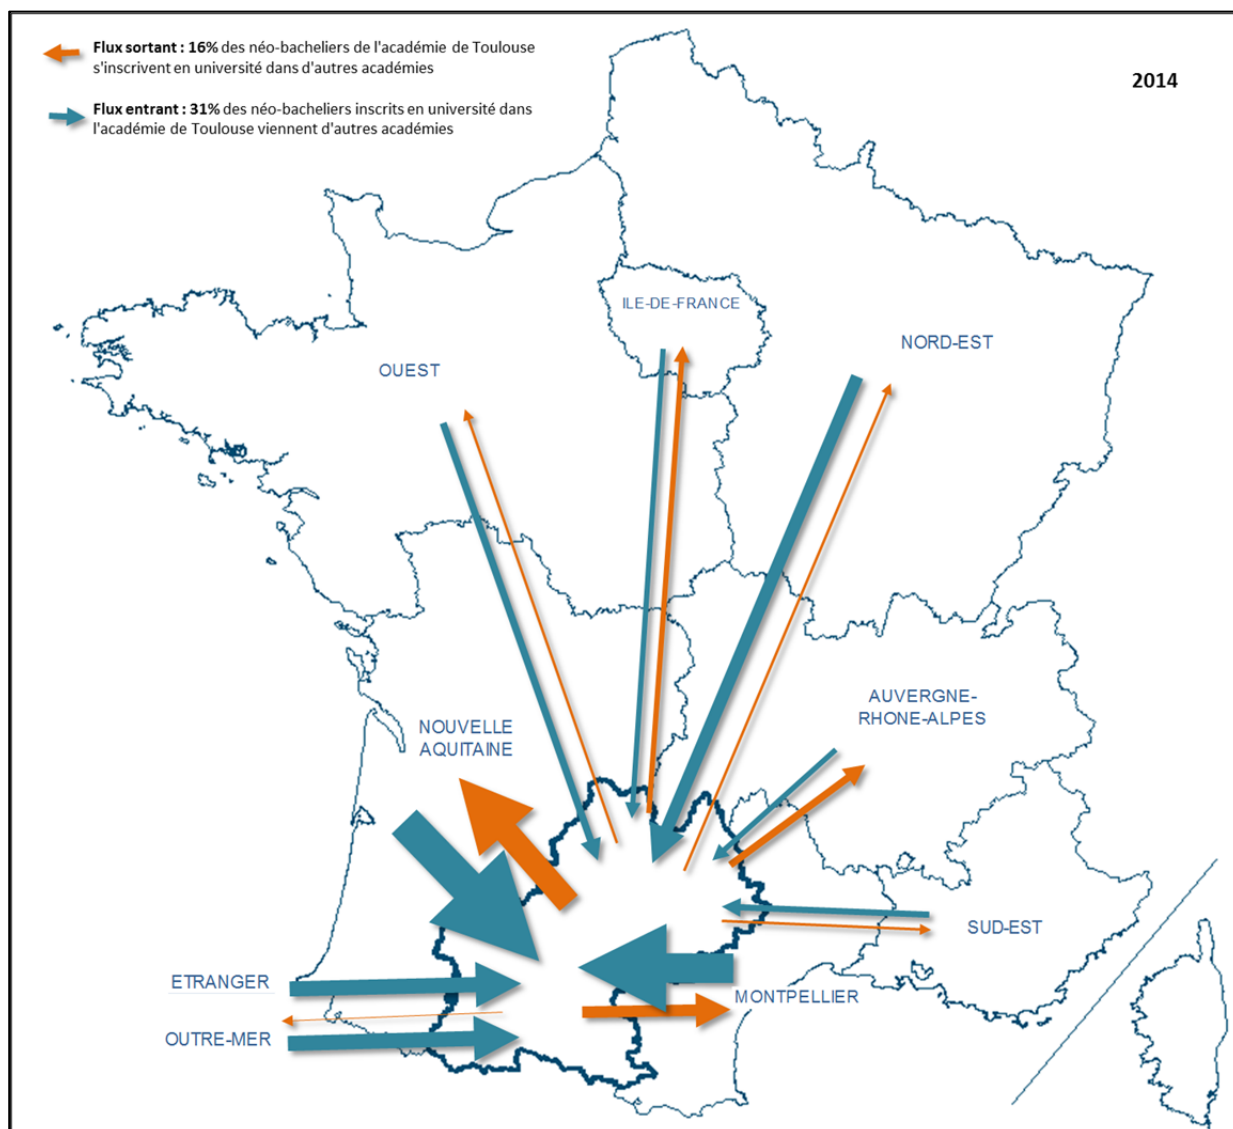 Flux sortant : 16% des néo-bacheliers de l'académie de Toulouse
s'inscrivent en université dans d'autres académies
2014
Flux entrant : 31% des néo-bacheliers inscrits en université dans
l'académie de Toulouse viennent d'autres académies
ILE-DE-FRANCE
NORD-EST
OUEST
AUVERGNE-
RHONE-ALPES
NOUVELLE
AQUITAINE
SUD-EST
ETRANGER
MONTPELLIER
OUTRE-MER